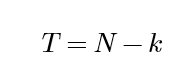 T = N − k